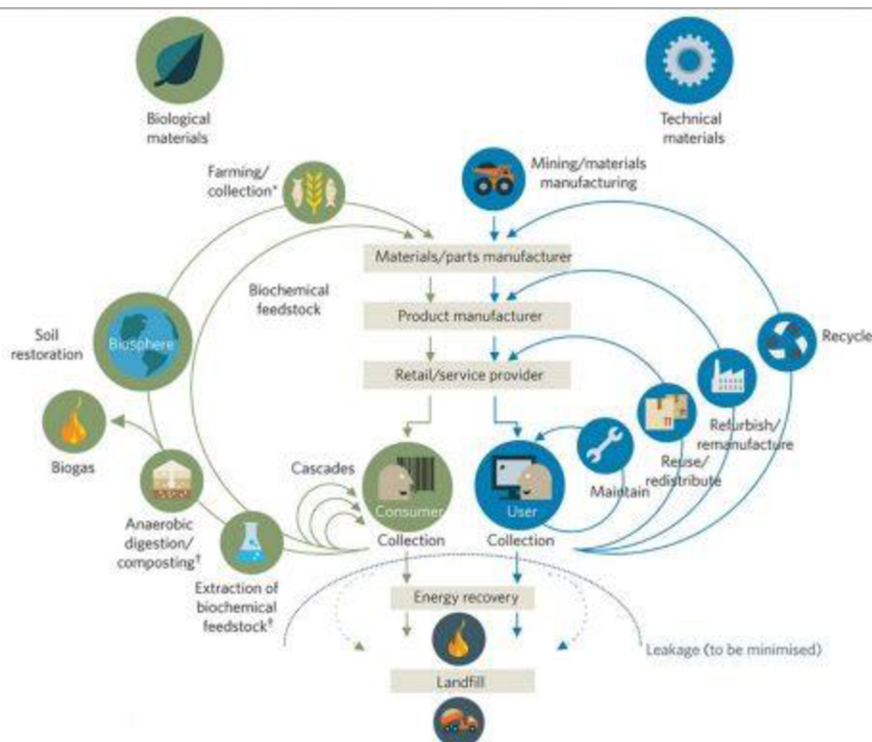 Biological
materials
Technical
materials
Farming/
collection*
Mining/materials
manufacturing
Materials/parts manufacturer
Biochemical
feedstock
Product manufacturer
Soil
restoration
Biosphere
Recycle
Retail/service provider
Biogas
Refurbish/
remanufacture
Reuse/
redistribute
Cascades
Maintain
Consumer
User
Anaerobic
digestion/
composting†
Collection
Collection
Extraction of
biochemical
feedstock‡
Energy recovery
Leakage (to be minimised)
Landfill